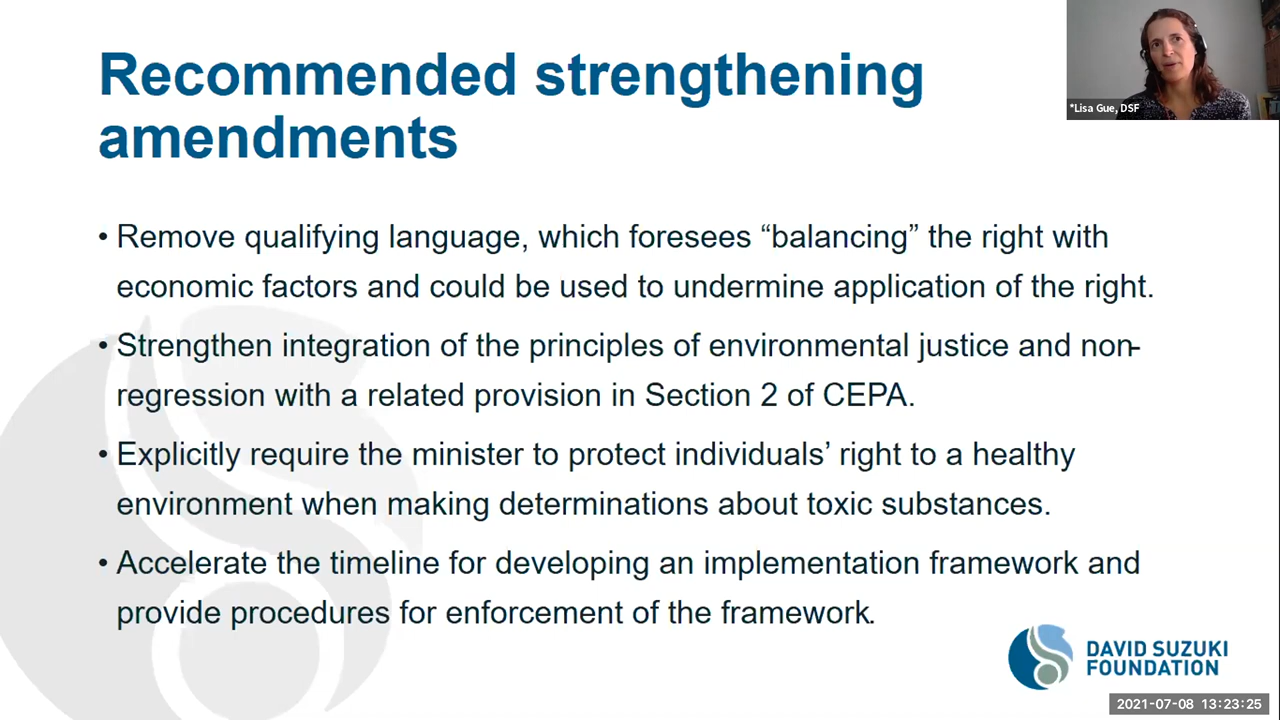 Recommended strengthening
amendments
*Lisa Gue, DSF
• Remove qualifying language, which foresees “balancing” the right with
economic factors and could be used to undermine application of the right.
• Strengthen integration of the principles of environmental justice and non-
regression with a related provision in Section 2 of CEPA.
• Explicitly require the minister to protect individuals’ right to a healthy
environment when making determinations about toxic substances.
• Accelerate the timeline for developing an implementation framework and
provide procedures for enforcement of the framework.
DAVID SUZUKI
FOUNDATION
2021-07-08 13:23:25